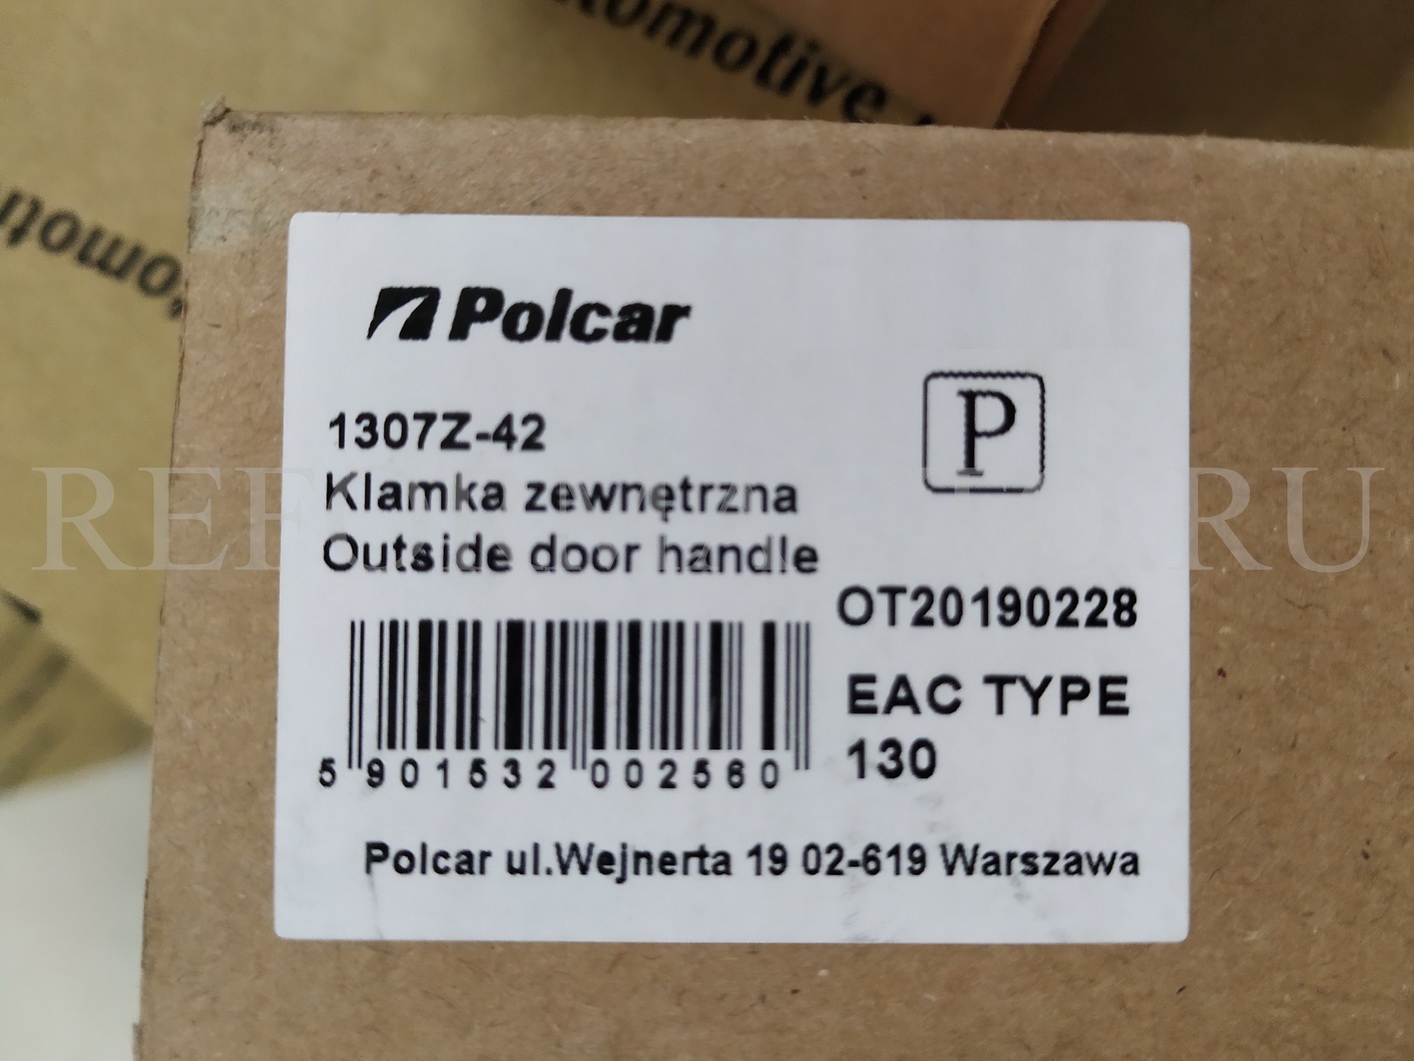 Polcar
1307Z-42
P
Klamka zewnętrzna
Outside door handle
OT20190228
EAC TYPE
130
5 901532 002560
Polcar ul.Wejnerta 19 02-619 Warszawa